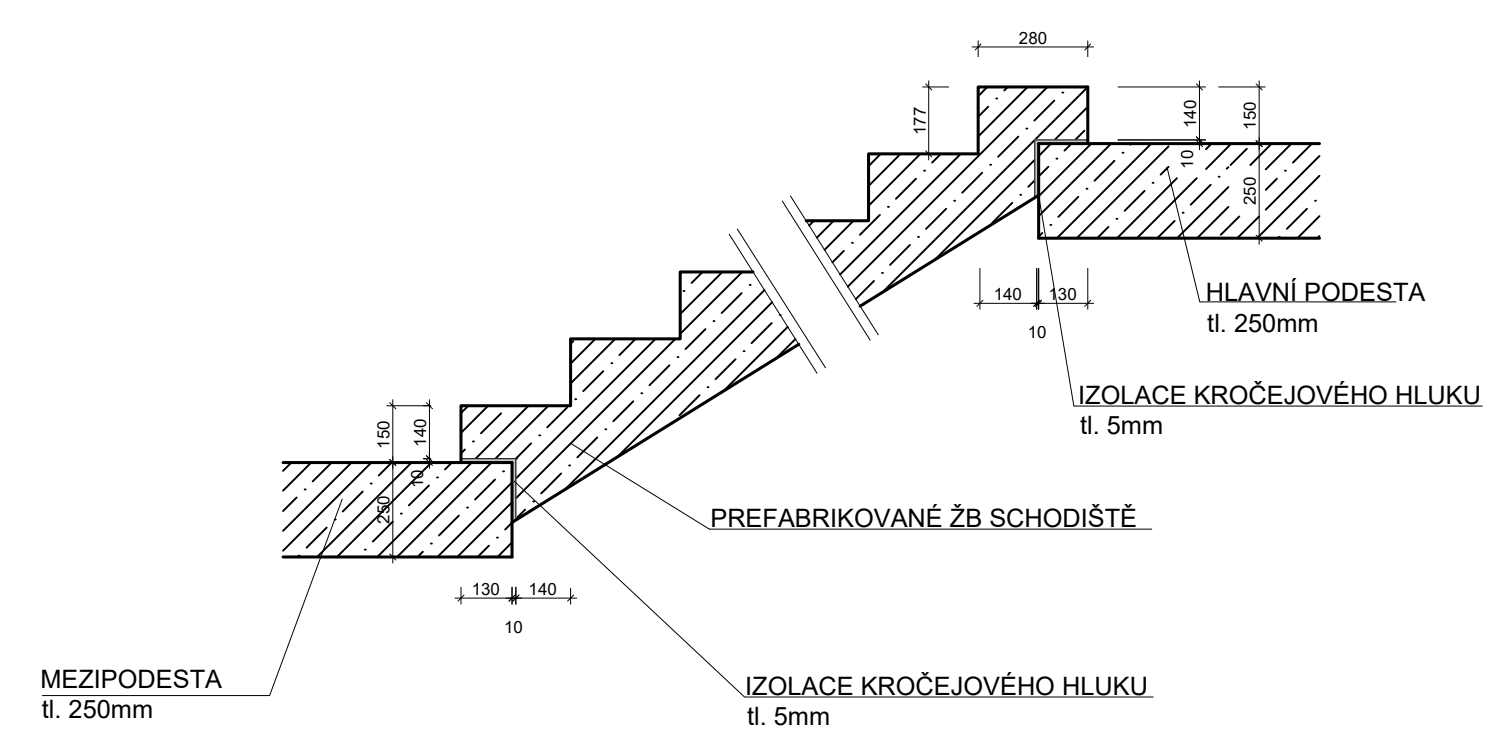 280
177
140
150
10
250
140
130
10
HLAVNÍ PODESTA
tl. 250mm
IZOLACE KROČEJOVÉHO HLUKU
tl. 5mm
150
140
10
250
PREFABRIKOVANÉ ŽB SCHODIŠTĚ
130
140
10
MEZIPODESTA
tl. 250mm
IZOLACE KROČEJOVÉHO HLUKU
tl. 5mm